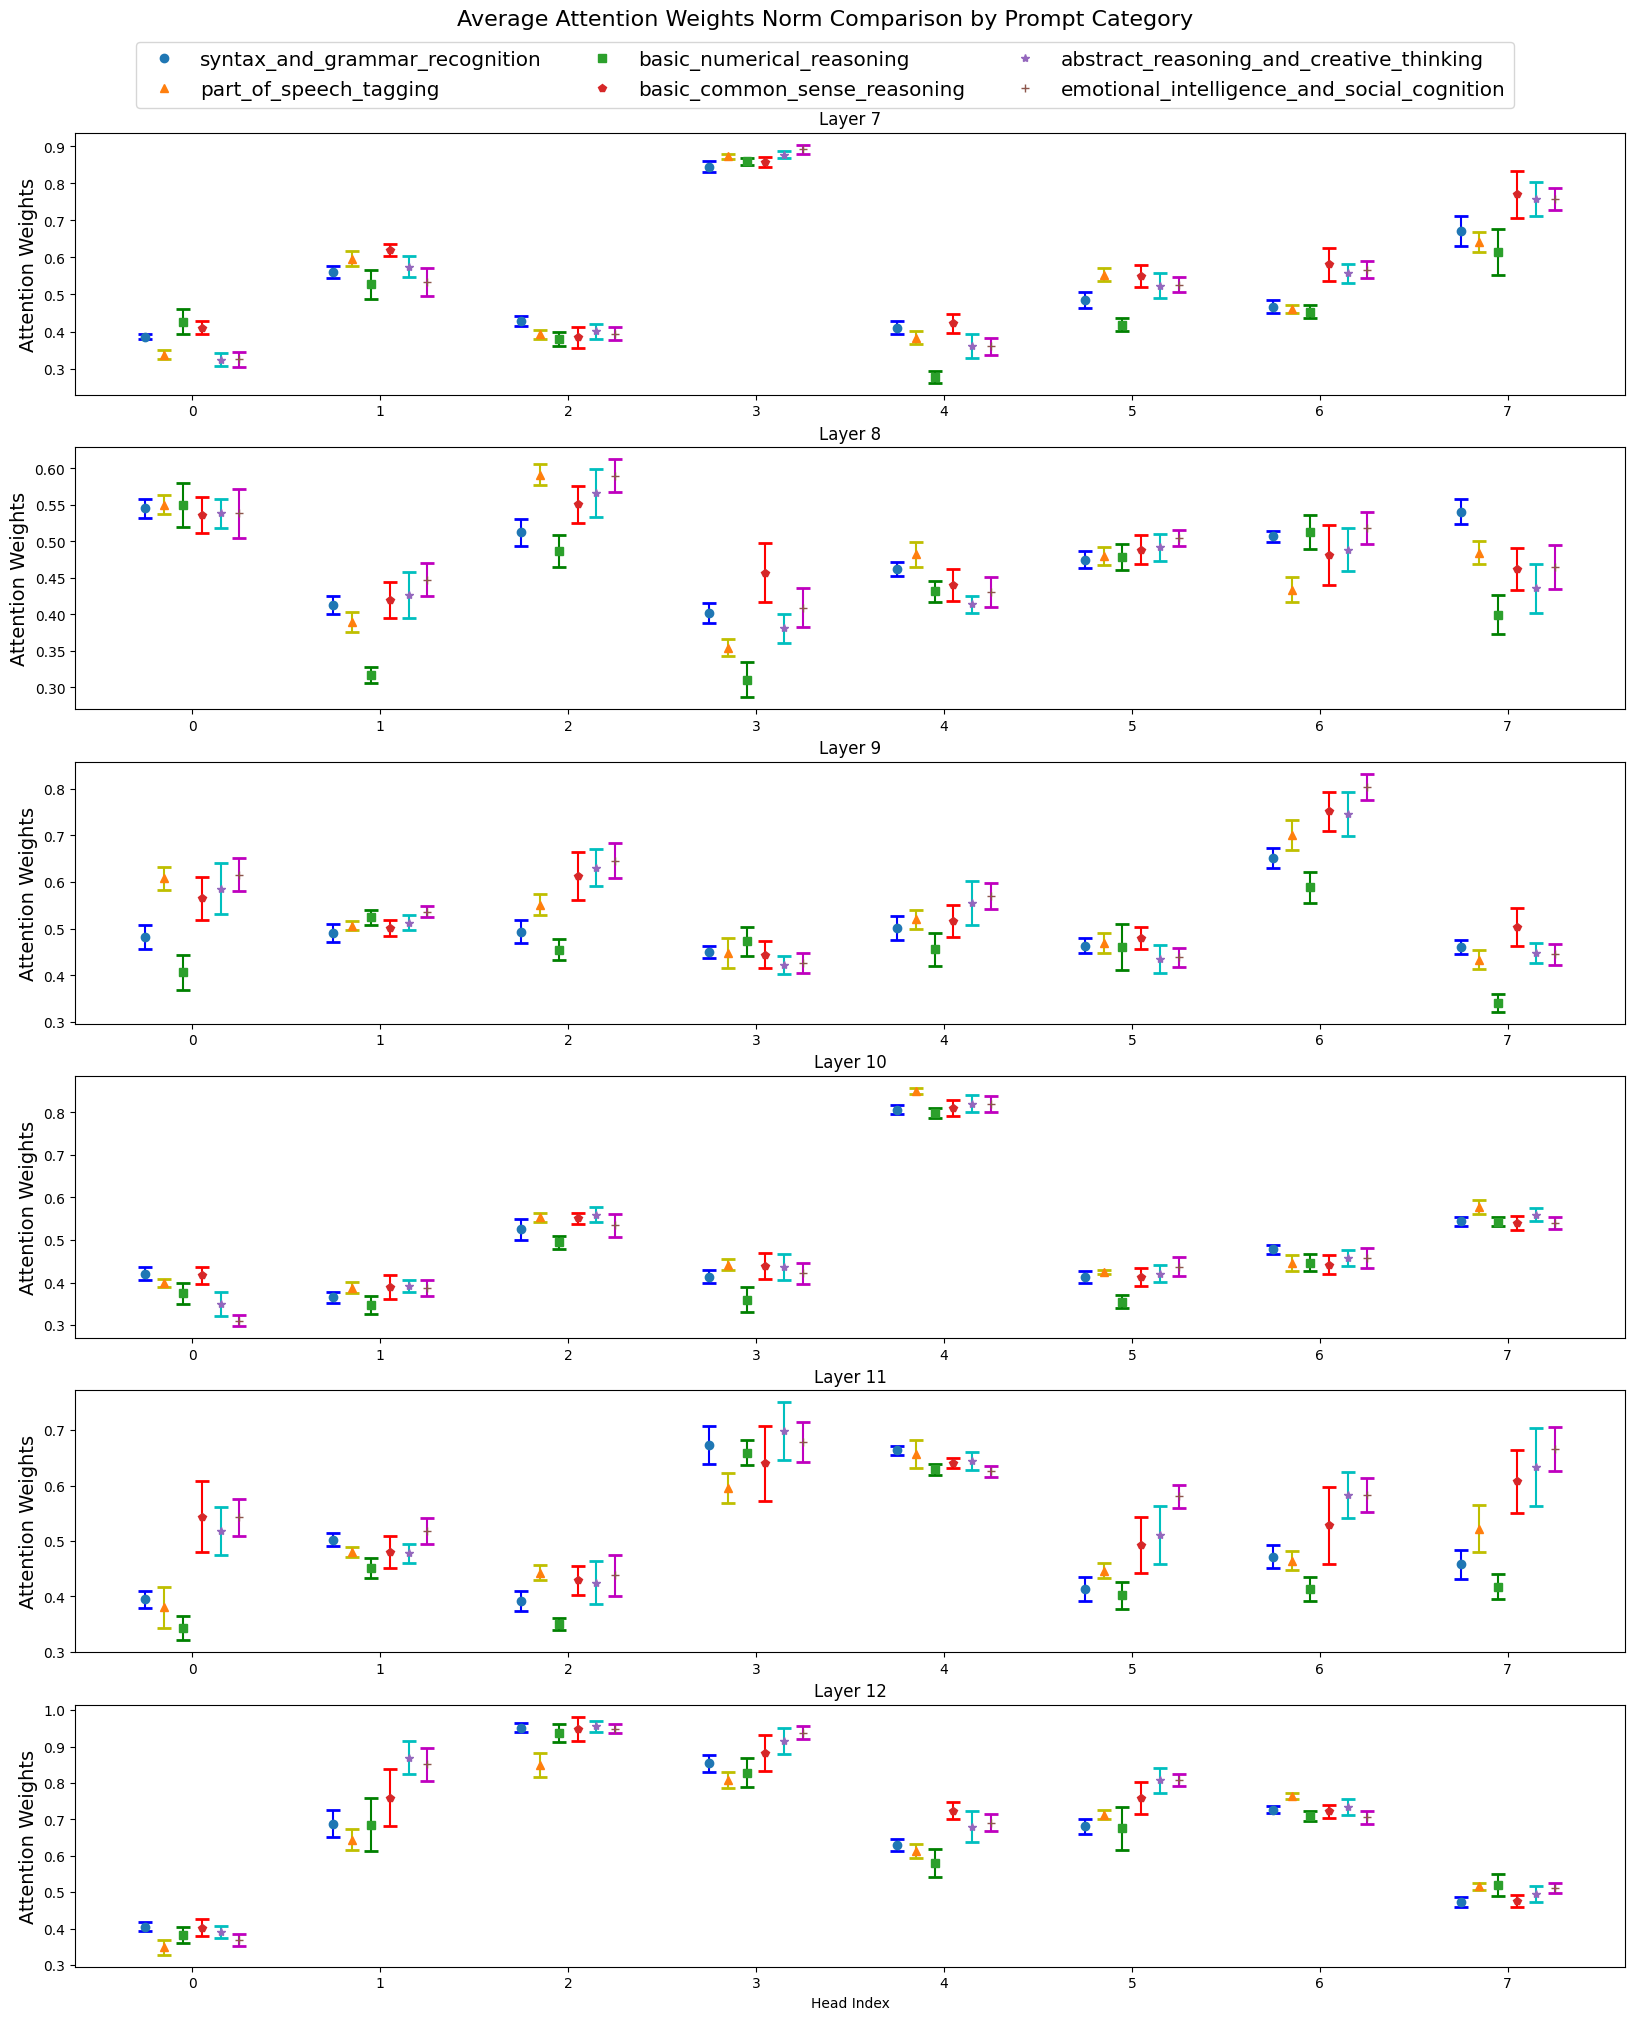 Average Attention Weights Norm Comparison by Prompt Category
syntax_and_grammar_recognition basic_numerical_reasoning abstract_reasoning_and_creative_thinking
part_of_speech_tagging basic_common_sense_reasoning emotional_intelligence_and_social_cognition
Layer 7
Attention Weights
0.9
0.8
0.7
0.6
0.5
0.4
0.3
0 1 2 3 4 5 6 7
Layer 8
Attention Weights
0.60
0.55
0.50
0.45
0.40
0.35
0.30
0 1 2 3 4 5 6 7
Layer 9
Attention Weights
0.8
0.7
0.6
0.5
0.4
0.3
0 1 2 3 4 5 6 7
Layer 10
Attention Weights
0.8
0.7
0.6
0.5
0.4
0.3
0 1 2 3 4 5 6 7
Layer 11
Attention Weights
0.7
0.6
0.5
0.4
0.3
0 1 2 3 4 5 6 7
Layer 12
Attention Weights
1.0
0.9
0.8
0.7
0.6
0.5
0.4
0.3
0 1 2 3 4 5 6 7
Head Index